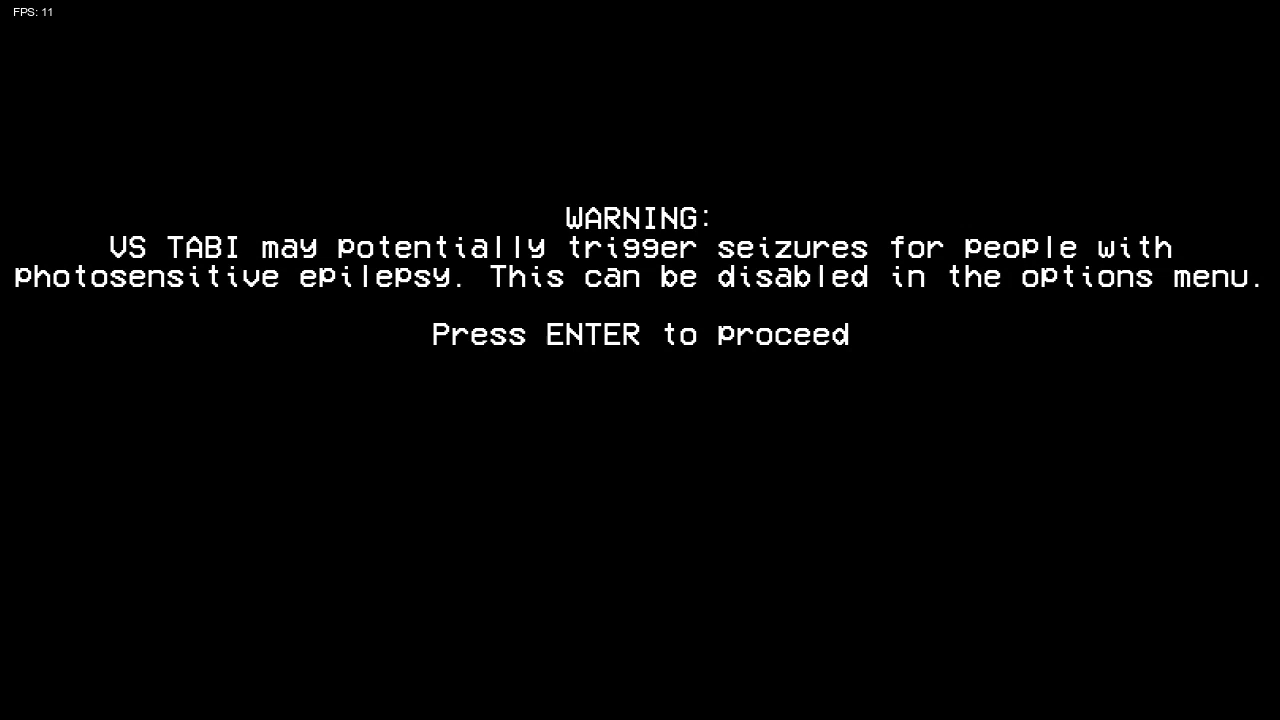 FPS: 11
WARNING:
VS TABI may potentially trigger seizures for people with
photosensitive epilepsy. This can be disabled in the options menu.
Press ENTER to proceed